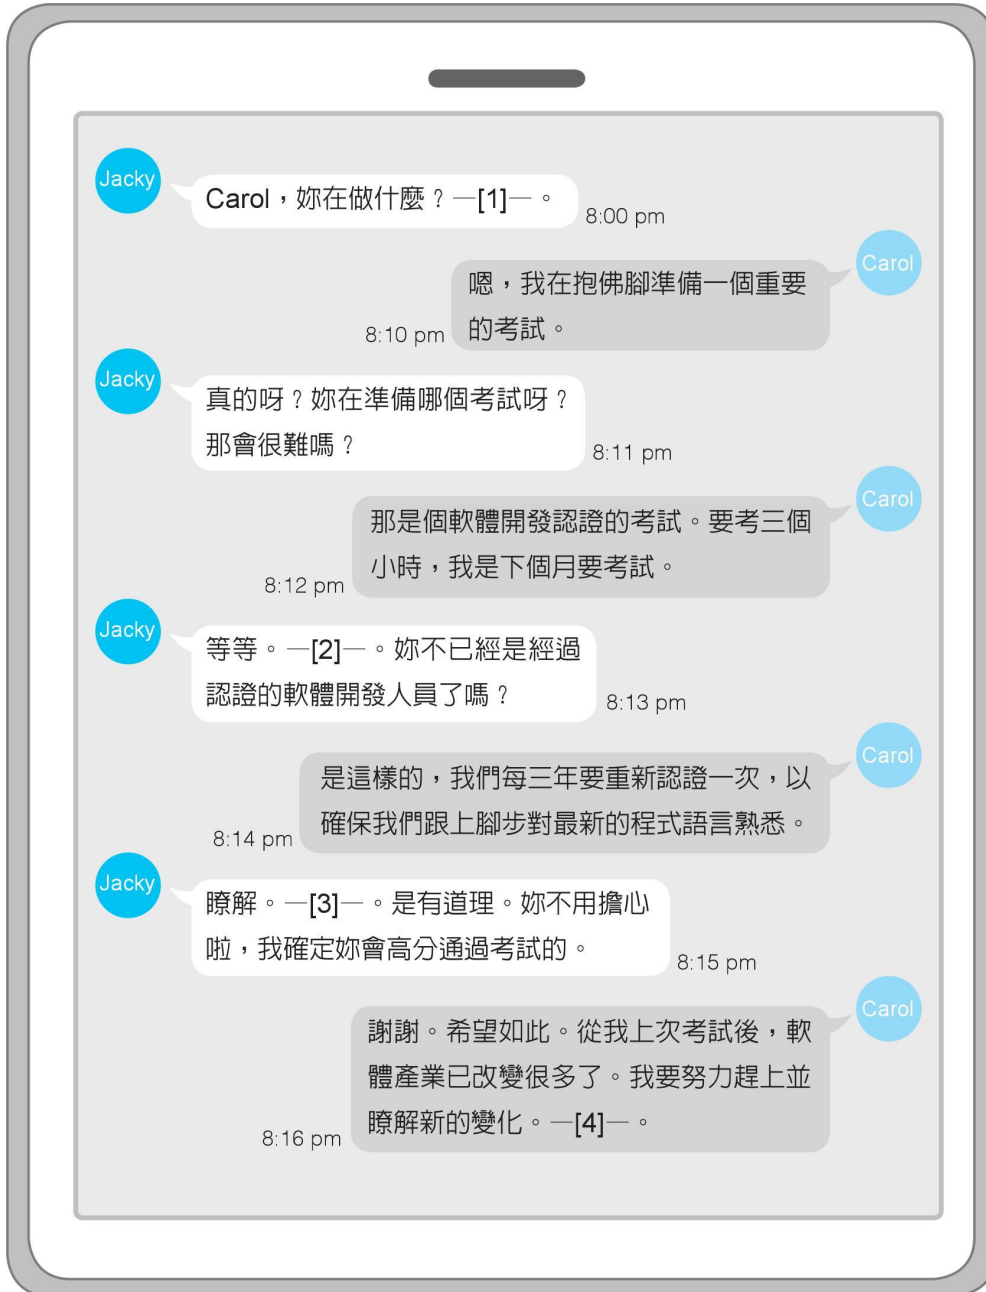 Jacky
Carol，妳在做什麼？—[1]—。
8:00 pm
Carol
嗯，我在抱佛腳準備一個重要
的考試。
8:10 pm
Jacky
真的呀？妳在準備哪個考試呀？
那會很難嗎？
8:11 pm
Carol
那是個軟體開發認證的考試。要考三個
小時，我是下個月要考試。
8:12 pm
Jacky
等等。—[2]—。妳不已經是經過
認證的軟體開發人員了嗎？
8:13 pm
Carol
是這樣的，我們每三年要重新認證一次，以
確保我們跟上腳步對最新的程式語言熟悉。
8:14 pm
Jacky
瞭解。—[3]—。是有道理。妳不用擔心
啦，我確定妳會高分通過考試的。
8:15 pm
Carol
謝謝。希望如此。從我上次考試後，軟
體產業已改變很多了。我要努力趕上並
瞭解新的變化。—[4]—。
8:16 pm